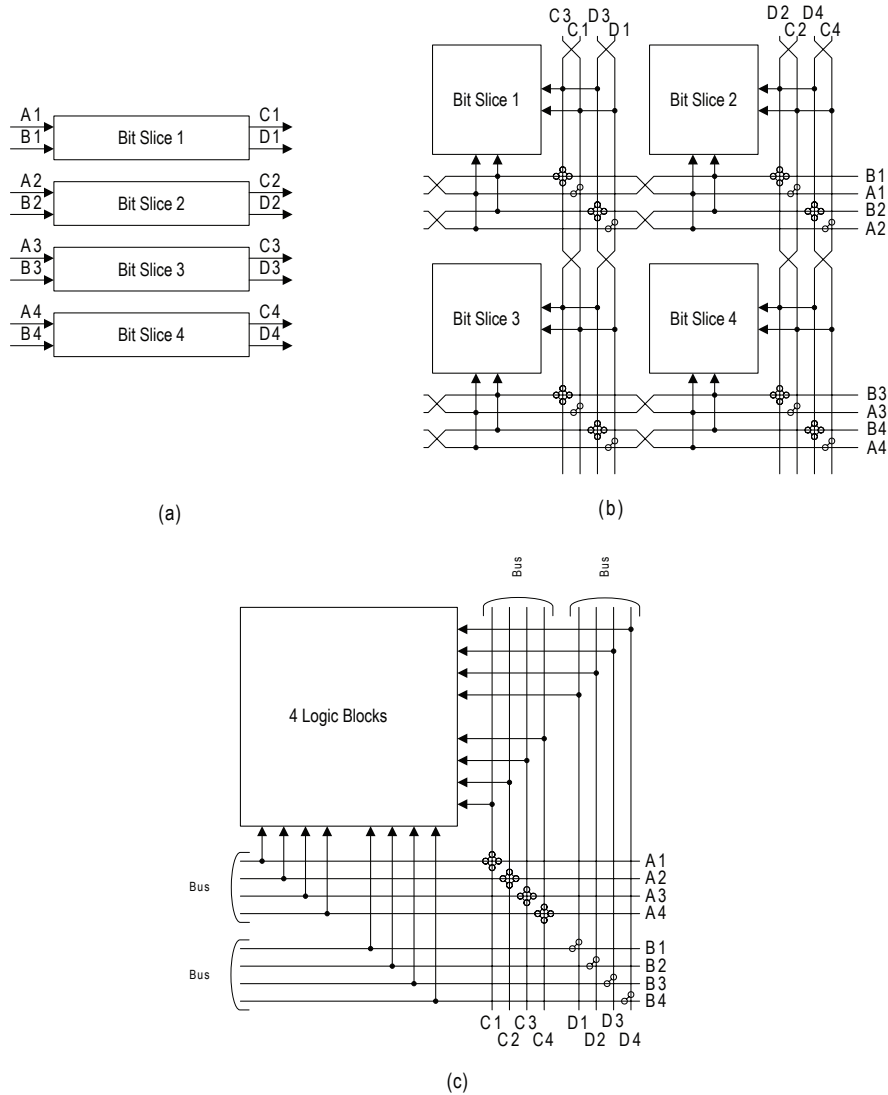 C3 D3
C1 D1
D2 D4
C2 C4
Bit Slice 1
Bit Slice 2
A1
B1
Bit Slice 1
C1
D1
A2
B2
Bit Slice 2
C2
D2
A3
B3
Bit Slice 3
C3
D3
A4
B4
Bit Slice 4
C4
D4
B1
A1
B2
A2
Bit Slice 3
Bit Slice 4
B3
A3
B4
A4
(a)
(b)
Bus
Bus
4 Logic Blocks
Bus
A1
A2
A3
A4
Bus
B1
B2
B3
B4
C1 C3 D1 D3
C2 C4 D2 D4
(c)